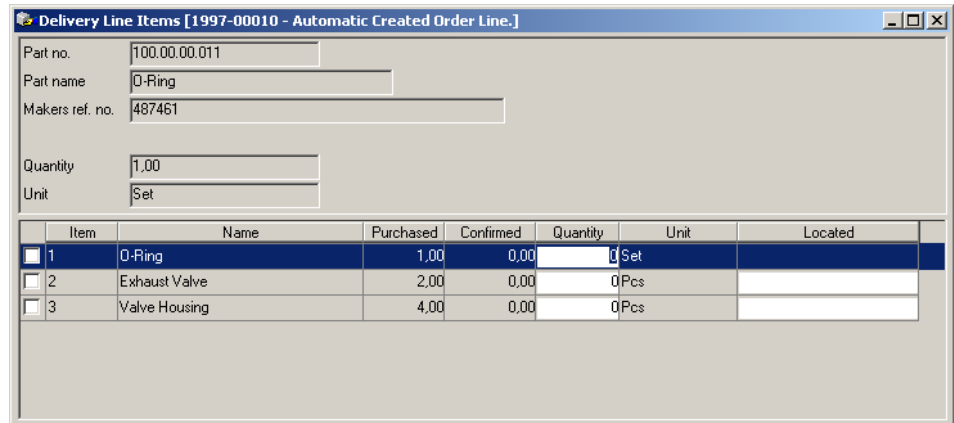 Delivery Line Items [1997-00010 - Automatic Created Order Line.]
Part no. 100.00.00.011
Part name O-Ring
Makers ref. no. 487461
Quantity 1,00
Unit Set
Item Name Purchased Confirmed Quantity Unit Located
1 O-Ring 1,00 0,00 0 Set
2 Exhaust Valve 2,00 0,00 0 Pcs
3 Valve Housing 4,00 0,00 0 Pcs